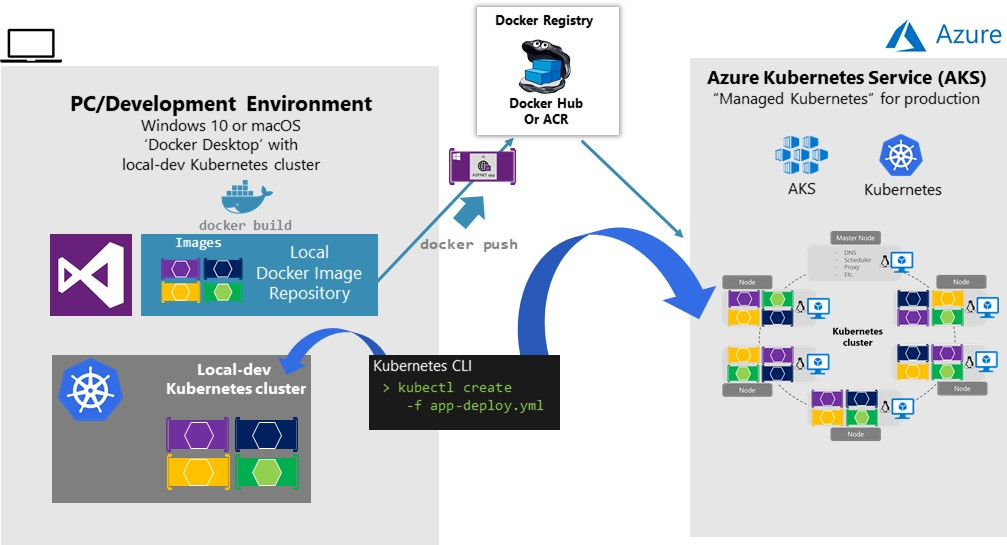 Azure
Docker Registry
Docker Hub
Or ACR
PC/Development Environment
Windows 10 or macOS
'Docker Desktop' with
local-dev Kubernetes cluster
docker build
Images
Local
Docker Image
Repository
ASP.NET app
docker push
Azure Kubernetes Service (AKS)
“Managed Kubernetes” for production
AKS
Kubernetes
Master Node
- DNS
- Scheduler
- Proxy
- Etc.
Node
Node
Kubernetes
cluster
Node
Node
Node
Local-dev
Kubernetes cluster
Kubernetes CLI
> kubectl create
-f app-deploy.yml